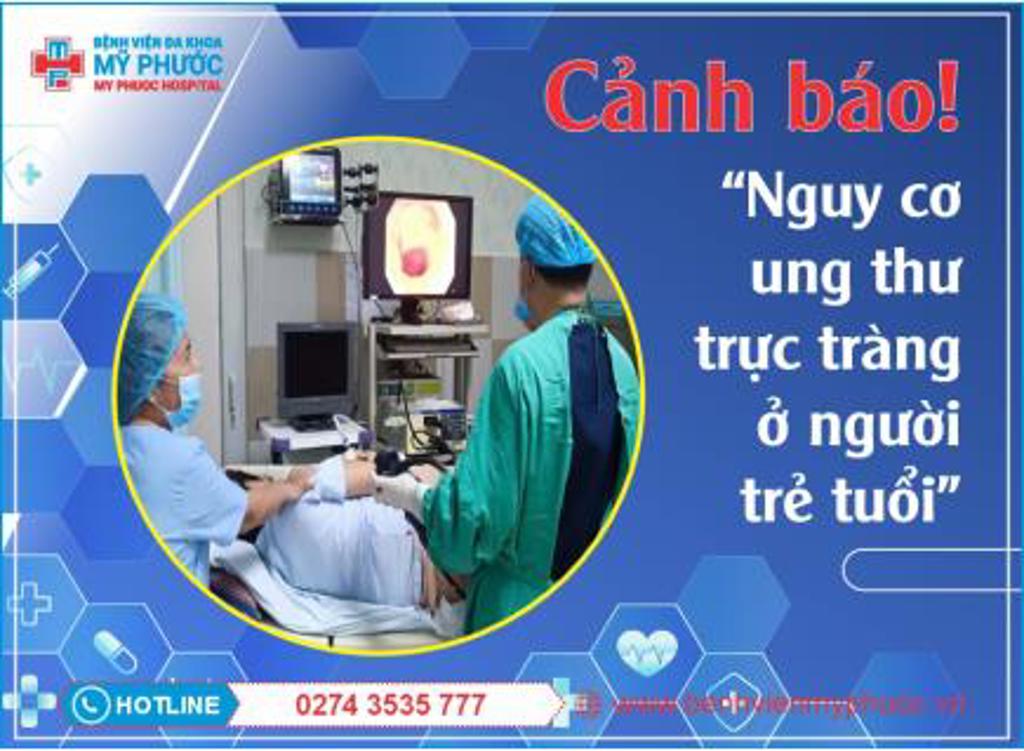 BỆNH VIỆN ĐA KHOA
MỸ PHƯỚC
MY PHUOC HOSPITAL
Cảnh báo!
“Nguy cơ
ung thư
trực tràng
ở người
trẻ tuổi”
HOTLINE
0274 3535 777
www.benhvienmyphuoc.vn